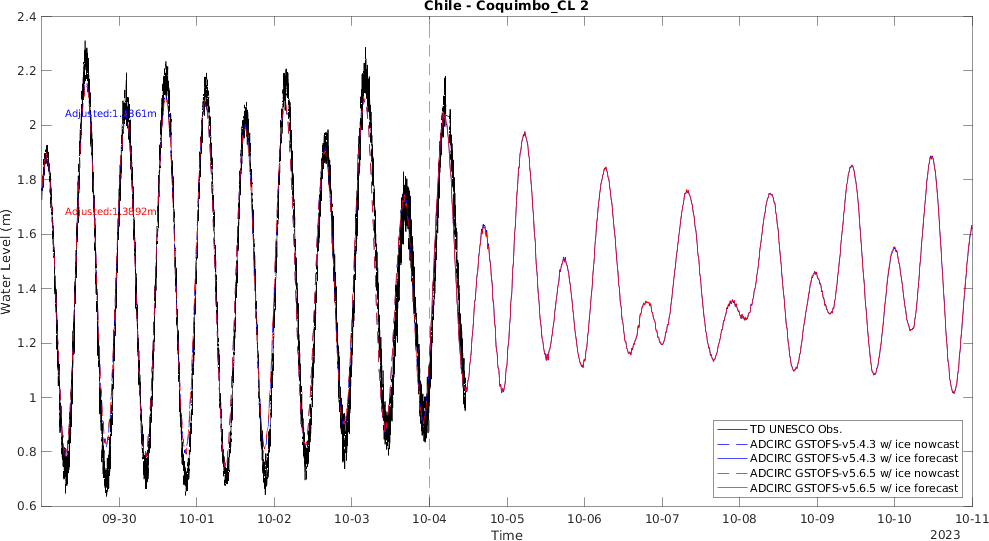 Chile - Coquimbo_CL 2
2.4
2.2
2
1.8
1.6
1.4
1.2
1
0.8
0.6
Water Level (m)
Adjusted:1.3892m
09-30
10-01
10-02
10-03
10-04
10-05
10-06
10-07
10-08
10-09
10-10
10-11
Time
2023
TD UNESCO Obs.
ADCIRC GSTOFS-v5.4.3 w/ ice nowcast
ADCIRC GSTOFS-v5.4.3 w/ ice forecast
ADCIRC GSTOFS-v5.6.5 w/ ice nowcast
ADCIRC GSTOFS-v5.6.5 w/ ice forecast